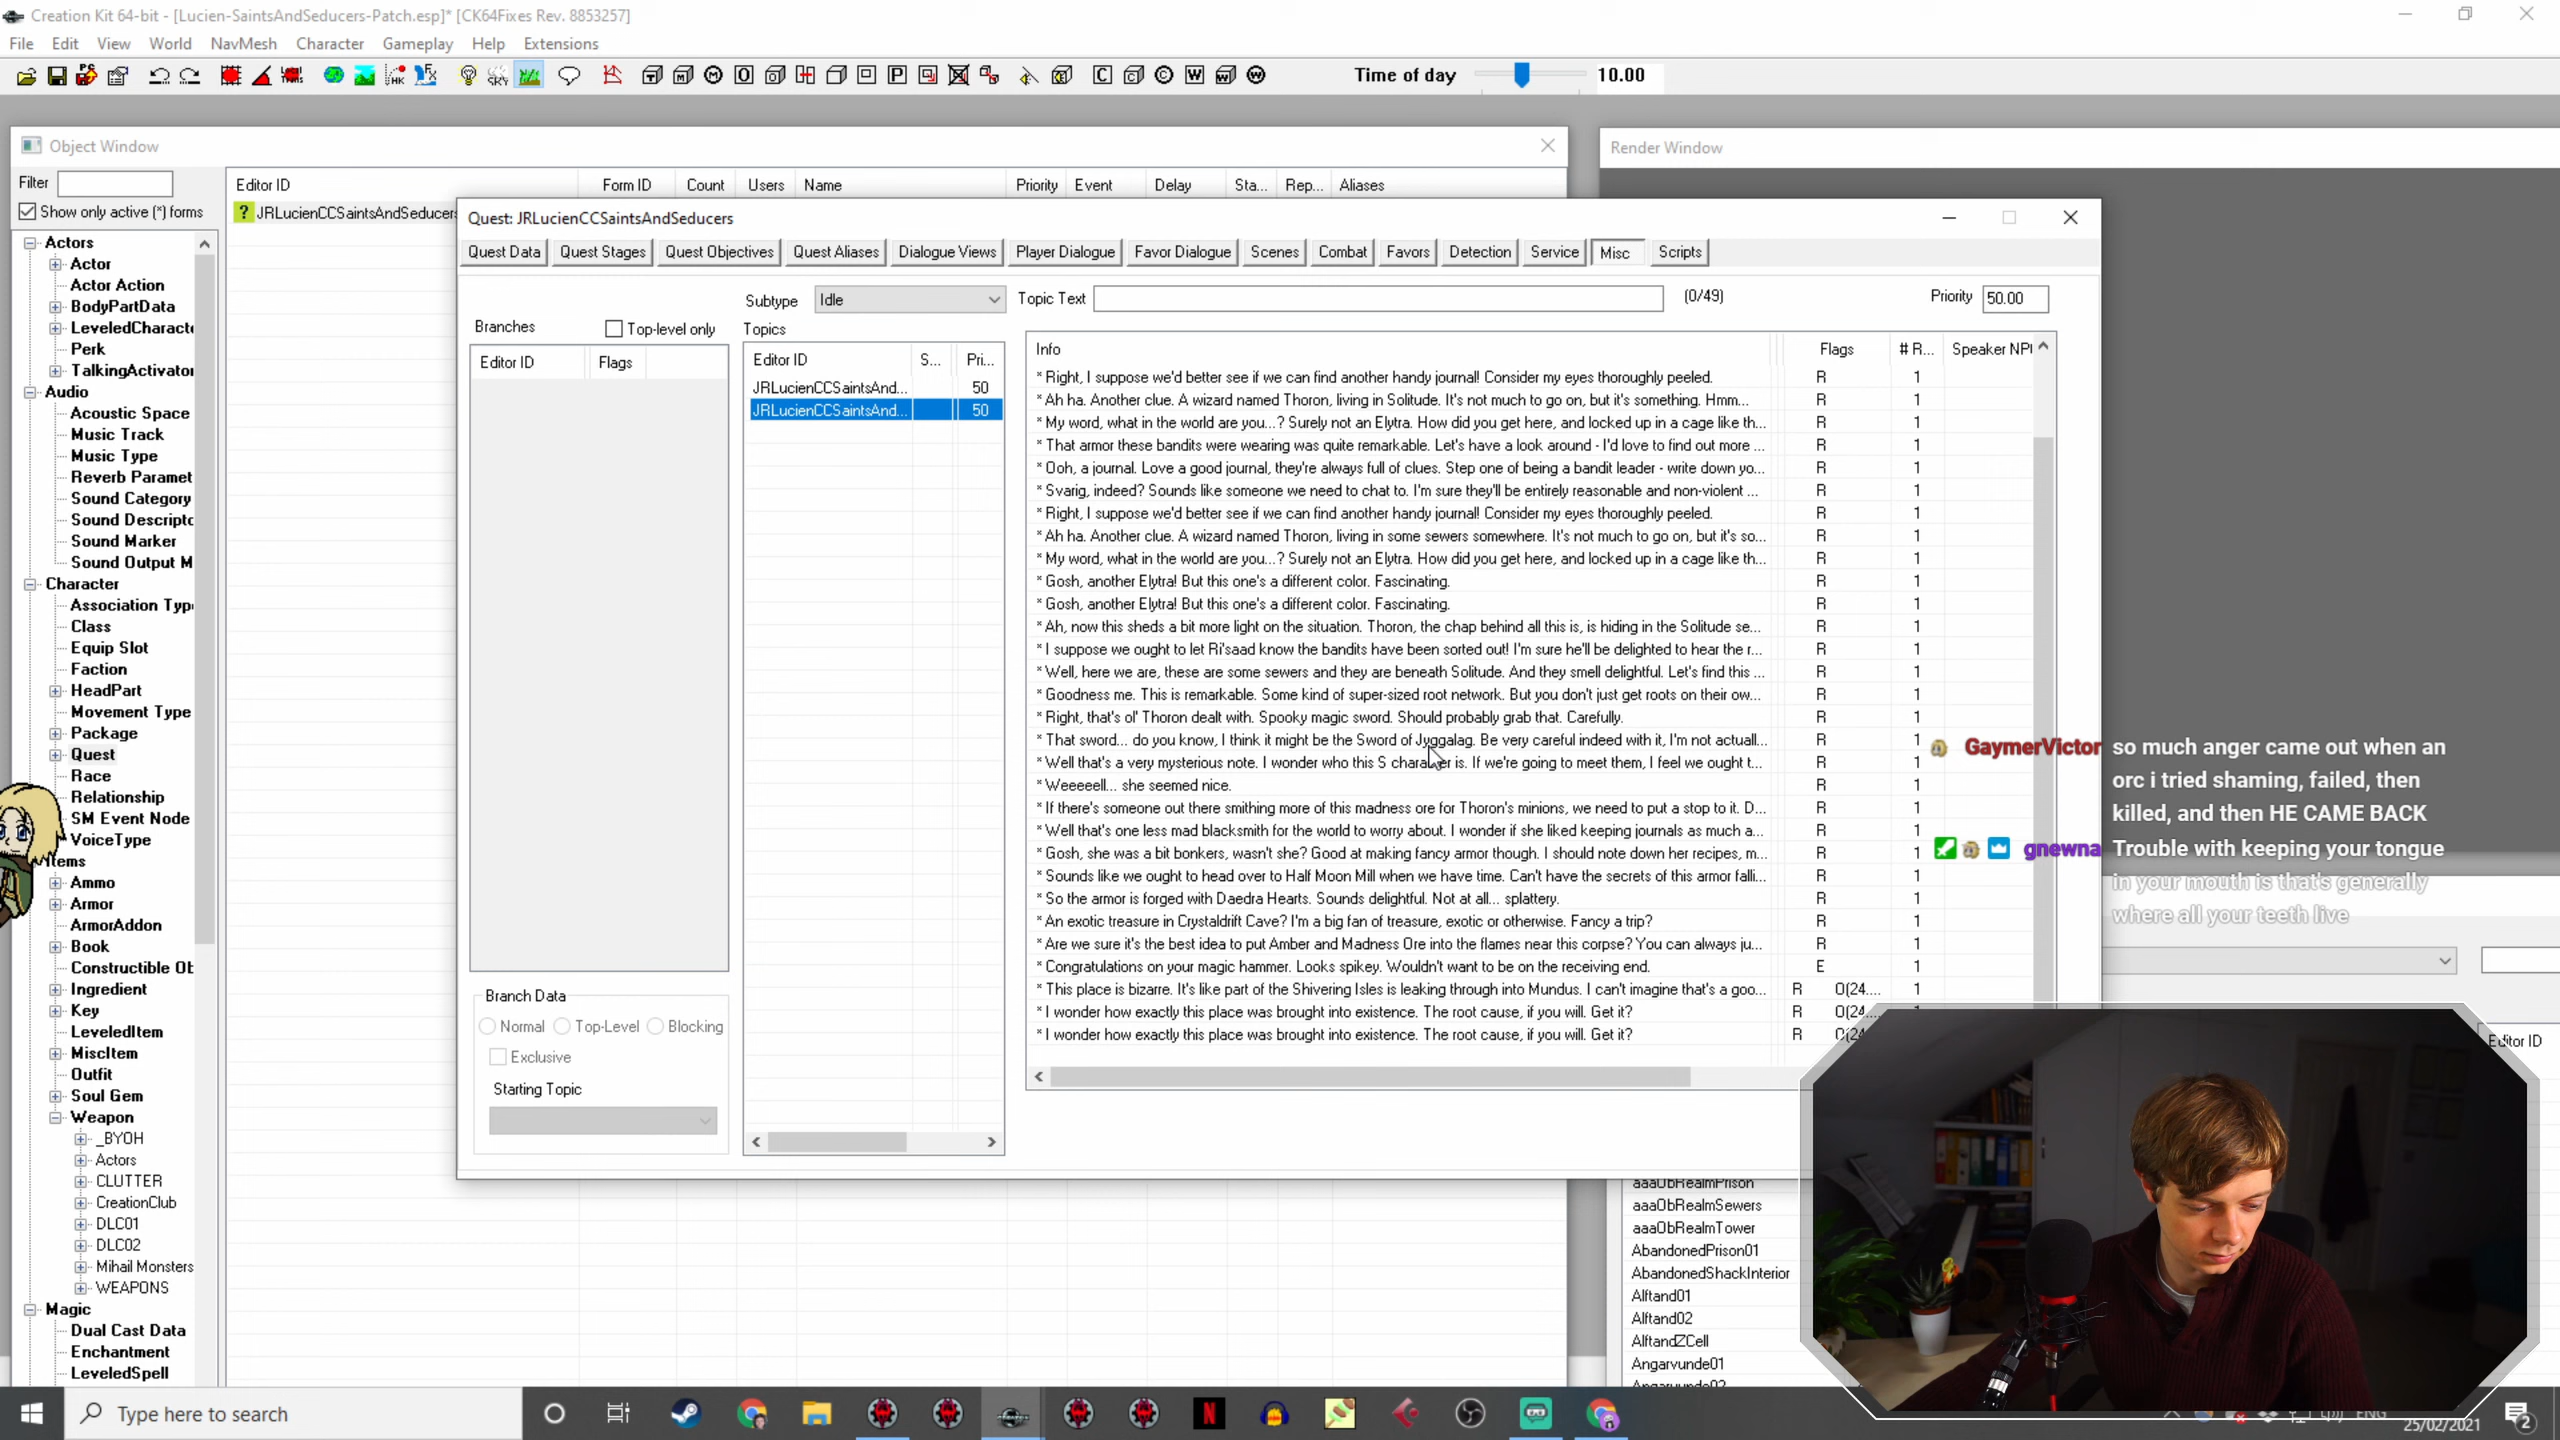 Creation Kit 64-bit - [Lucien-SaintsAndSeducers-Patch.esp]* [CK64Fixes Rev. 8853257]
File Edit View World NavMesh Character Gameplay Help Extensions
Time of day 10.00
Object Window
Render Window
Filter
Show only active (*) forms
Editor ID Form ID Count Users Name Priority Event Delay Sta... Rep... Aliases
JRLucienCCSaintsAndSeducers
Actors
Actor
Actor Action
BodyPartData
LeveledCharacte
Perk
TalkingActivator
Audio
Acoustic Space
Music Track
Music Type
Reverb Paramet
Sound Category
Sound Descripto
Sound Marker
Sound Output M
Character
Association Type
Class
Equip Slot
Faction
HeadPart
Movement Type
Package
Quest
Race
Relationship
SM Event Node
VoiceType
Items
Ammo
Armor
ArmorAddon
Book
Constructible Ob
Ingredient
Key
LeveledItem
MiscItem
Outfit
Soul Gem
Weapon
_BYOH
Actors
CLUTTER
CreationClub
DLC01
DLC02
Mihail Monsters
WEAPONS
Magic
Dual Cast Data
Enchantment
LeveledSpell
Quest: JRLucienCCSaintsAndSeducers
Quest Data Quest Stages Quest Objectives Quest Aliases Dialogue Views Player Dialogue Favor Dialogue Scenes Combat Favors Detection Service Misc Scripts
Subtype Idle Topic Text (0/49) Priority 50.00
Branches Top-level only Topics
Editor ID Flags
Editor ID S... Pri...
JRLucienCCSaintsAnd... 50
JRLucienCCSaintsAnd... 50
Info Flags # R... Speaker NP
* Right, I suppose we'd better see if we can find another handy journal! Consider my eyes thoroughly peeled. R 1
* Ah ha. Another clue. A wizard named Thoron, living in Solitude. It's not much to go on, but it's something. Hmm... R 1
* My word, what in the world are you...? Surely not an Elytra. How did you get here, and locked up in a cage like th... R 1
* That armor these bandits were wearing was quite remarkable. Let's have a look around - I'd love to find out more ... R 1
* Ooh, a journal. Love a good journal, they're always full of clues. Step one of being a bandit leader - write down yo... R 1
* Svarig, indeed? Sounds like someone we need to chat to. I'm sure they'll be entirely reasonable and non-violent ... R 1
* Right, I suppose we'd better see if we can find another handy journal! Consider my eyes thoroughly peeled. R 1
* Ah ha. Another clue. A wizard named Thoron, living in some sewers somewhere. It's not much to go on, but it's so... R 1
* My word, what in the world are you...? Surely not an Elytra. How did you get here, and locked up in a cage like th... R 1
* Gosh, another Elytra! But this one's a different color. Fascinating. R 1
* Gosh, another Elytra! But this one's a different color. Fascinating. R 1
* Ah, now this sheds a bit more light on the situation. Thoron, the chap behind all this is, is hiding in the Solitude se... R 1
* I suppose we ought to let Ri'saad know the bandits have been sorted out! I'm sure he'll be delighted to hear the r... R 1
* Well, here we are, these are some sewers and they are beneath Solitude. And they smell delightful. Let's find this ... R 1
* Goodness me. This is remarkable. Some kind of super-sized root network. But you don't just get roots on their ow... R 1
* Right, that's ol' Thoron dealt with. Spooky magic sword. Should probably grab that. Carefully. R 1
* That sword... do you know, I think it might be the Sword of Jyggalag. Be very careful indeed with it, I'm not actuall... R 1
* Well that's a very mysterious note. I wonder who this S character is. If we're going to meet them, I feel we ought t... R 1
* Weeeeell... she seemed nice. R 1
* If there's someone out there smithing more of this madness ore for Thoron's minions, we need to put a stop to it. D... R 1
* Well that's one less mad blacksmith for the world to worry about. I wonder if she liked keeping journals as much a... R 1
* Gosh, she was a bit bonkers, wasn't she? Good at making fancy armor though. I should note down her recipes, m... R 1
* Sounds like we ought to head over to Half Moon Mill when we have time. Can't have the secrets of this armor falli... R 1
* So the armor is forged with Daedra Hearts. Sounds delightful. Not at all... splattery. R 1
* An exotic treasure in Crystaldrift Cave? I'm a big fan of treasure, exotic or otherwise. Fancy a trip? R 1
* Are we sure it's the best idea to put Amber and Madness Ore into the flames near this corpse? You can always ju... R 1
* Congratulations on your magic hammer. Looks spikey. Wouldn't want to be on the receiving end. E 1
* This place is bizarre. It's like part of the Shivering Isles is leaking through into Mundus. I can't imagine that's a goo... R O(24.... 1
* I wonder how exactly this place was brought into existence. The root cause, if you will. Get it? R O(24.... 1
* I wonder how exactly this place was brought into existence. The root cause, if you will. Get it? R O(24....
Branch Data
Normal Top-Level Blocking
Exclusive
Starting Topic
GaymerVictor so much anger came out when an
orc i tried shaming, failed, then
killed, and then HE CAME BACK
gnewna Trouble with keeping your tongue
in your mouth is that's generally
where all your teeth live
Editor ID
aaaObRealmPrison
aaaObRealmSewers
aaaObRealmTower
AbandonedPrison01
AbandonedShackInterior
Alftand01
Alftand02
AlftandZCell
Angarvunde01
Type here to search
ENG
25/02/2021
2